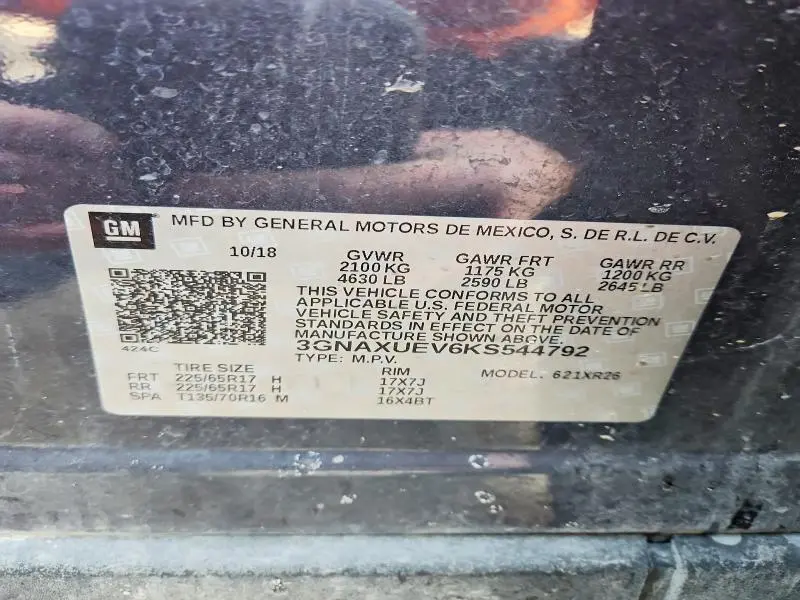 GM MFD BY GENERAL MOTORS DE MEXICO, S. DE R.L. DE C.V.
10/18 GVWR GAWR FRT GAWR RR
2100 KG 1175 KG 1200 KG
4630 LB 2590 LB 2645 LB
THIS VEHICLE CONFORMS TO ALL
APPLICABLE U.S. FEDERAL MOTOR
VEHICLE SAFETY AND THEFT PREVENTION
STANDARDS IN EFFECT ON THE DATE OF
MANUFACTURE SHOWN ABOVE.
424C 3GNAXUEV6KS544792
TYPE: M.P.V.
TIRE SIZE RIM MODEL: 621XR26
FRT 225/65R17 H 17X7J
RR 225/65R17 H 17X7J
SPA T135/70R16 M 16X4BT